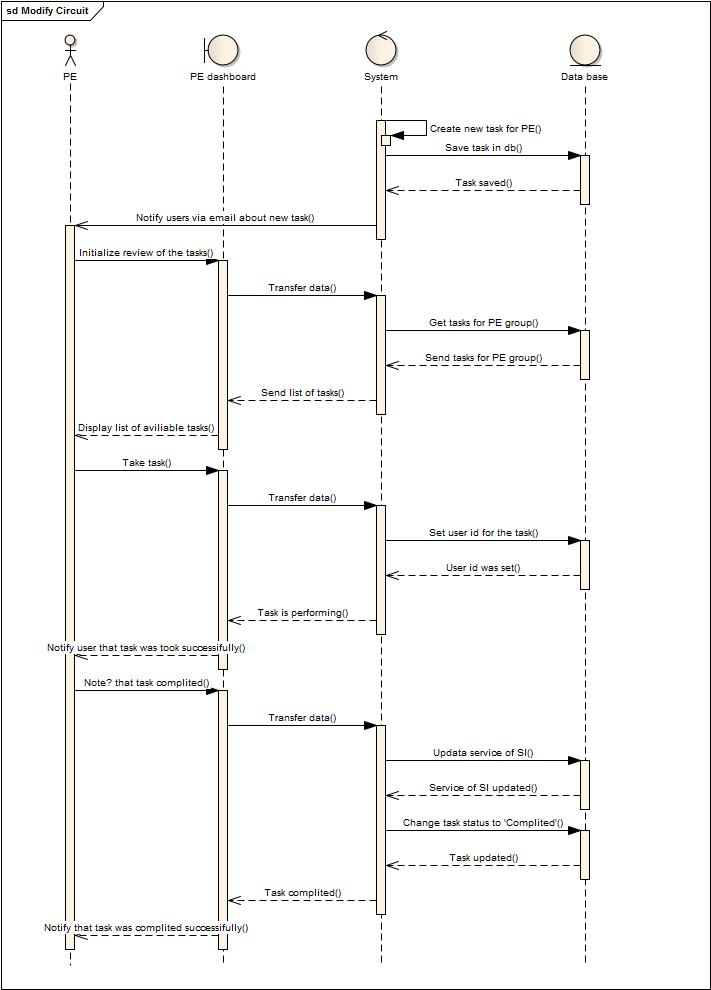 sd Modify Circuit
PE
PE dashboard
System
Data base
Create new task for PE()
Save task in db()
Task saved()
Notify users via email about new task()
Initialize review of the tasks()
Transfer data()
Get tasks for PE group()
Send tasks for PE group()
Send list of tasks()
Display list of aviliable tasks()
Take task()
Transfer data()
Set user id for the task()
User id was set()
Task is performing()
Notify user that task was took successfully()
Note? that task complited()
Transfer data()
Updata service of SI()
Service of SI updated()
Change task status to 'Complited'()
Task updated()
Task complited()
Notify that task was complited successfully()